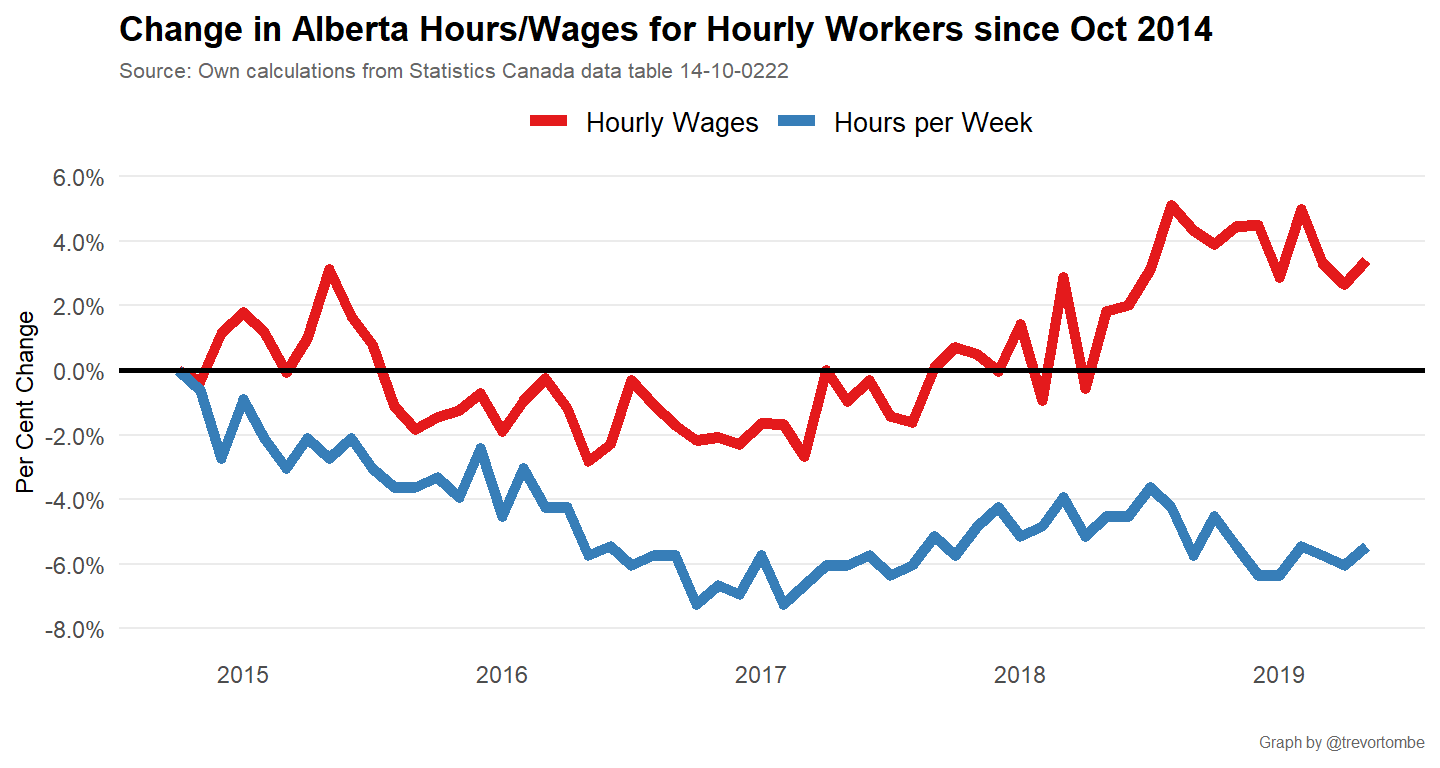 Change in Alberta Hours/Wages for Hourly Workers since Oct 2014
Source: Own calculations from Statistics Canada data table 14-10-0222
Hourly Wages Hours per Week
6.0%
4.0%
2.0%
0.0%
-2.0%
-4.0%
-6.0%
-8.0%
Per Cent Change
2015 2016 2017 2018 2019
Graph by @trevortombe